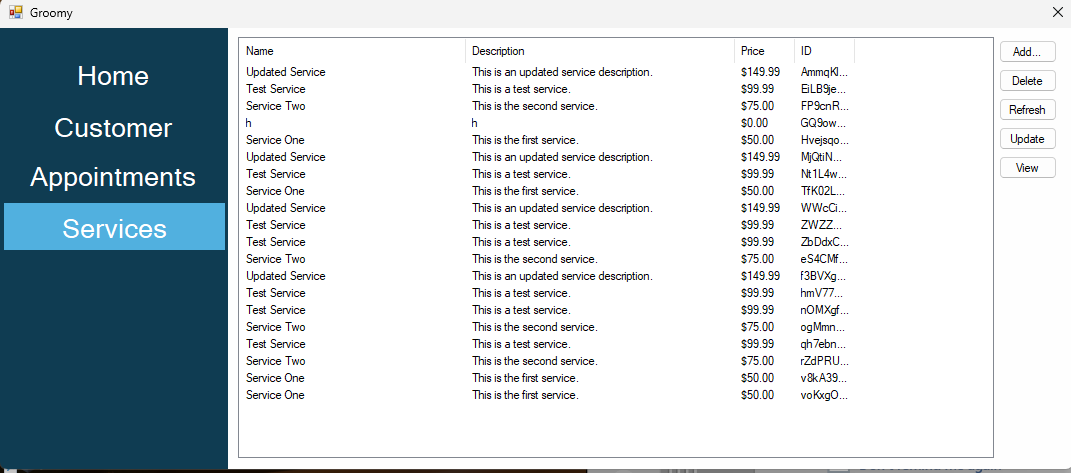 Groomy
Home
Customer
Appointments
Services
Name Description Price ID
Updated Service This is an updated service description. $149.99 AmmqKl...
Test Service This is a test service. $99.99 EiLB9je...
Service Two This is the second service. $75.00 FP9cnR...
h h $0.00 GQ9ow...
Service One This is the first service. $50.00 Hvejsqo...
Updated Service This is an updated service description. $149.99 MjQtiN...
Test Service This is a test service. $99.99 Nt1L4w...
Service One This is the first service. $50.00 TfK02L...
Updated Service This is an updated service description. $149.99 WWcCi...
Test Service This is a test service. $99.99 ZWZZ...
Test Service This is a test service. $99.99 ZbDdxC...
Service Two This is the second service. $75.00 eS4CMf...
Updated Service This is an updated service description. $149.99 f3BVXg...
Test Service This is a test service. $99.99 hmV77...
Test Service This is a test service. $99.99 nOMXgf...
Service Two This is the second service. $75.00 ogMmn...
Test Service This is a test service. $99.99 qh7ebn...
Service Two This is the second service. $75.00 rZdPRU...
Service One This is the first service. $50.00 v8kA39...
Service One This is the first service. $50.00 voKxgO...
Add...
Delete
Refresh
Update
View